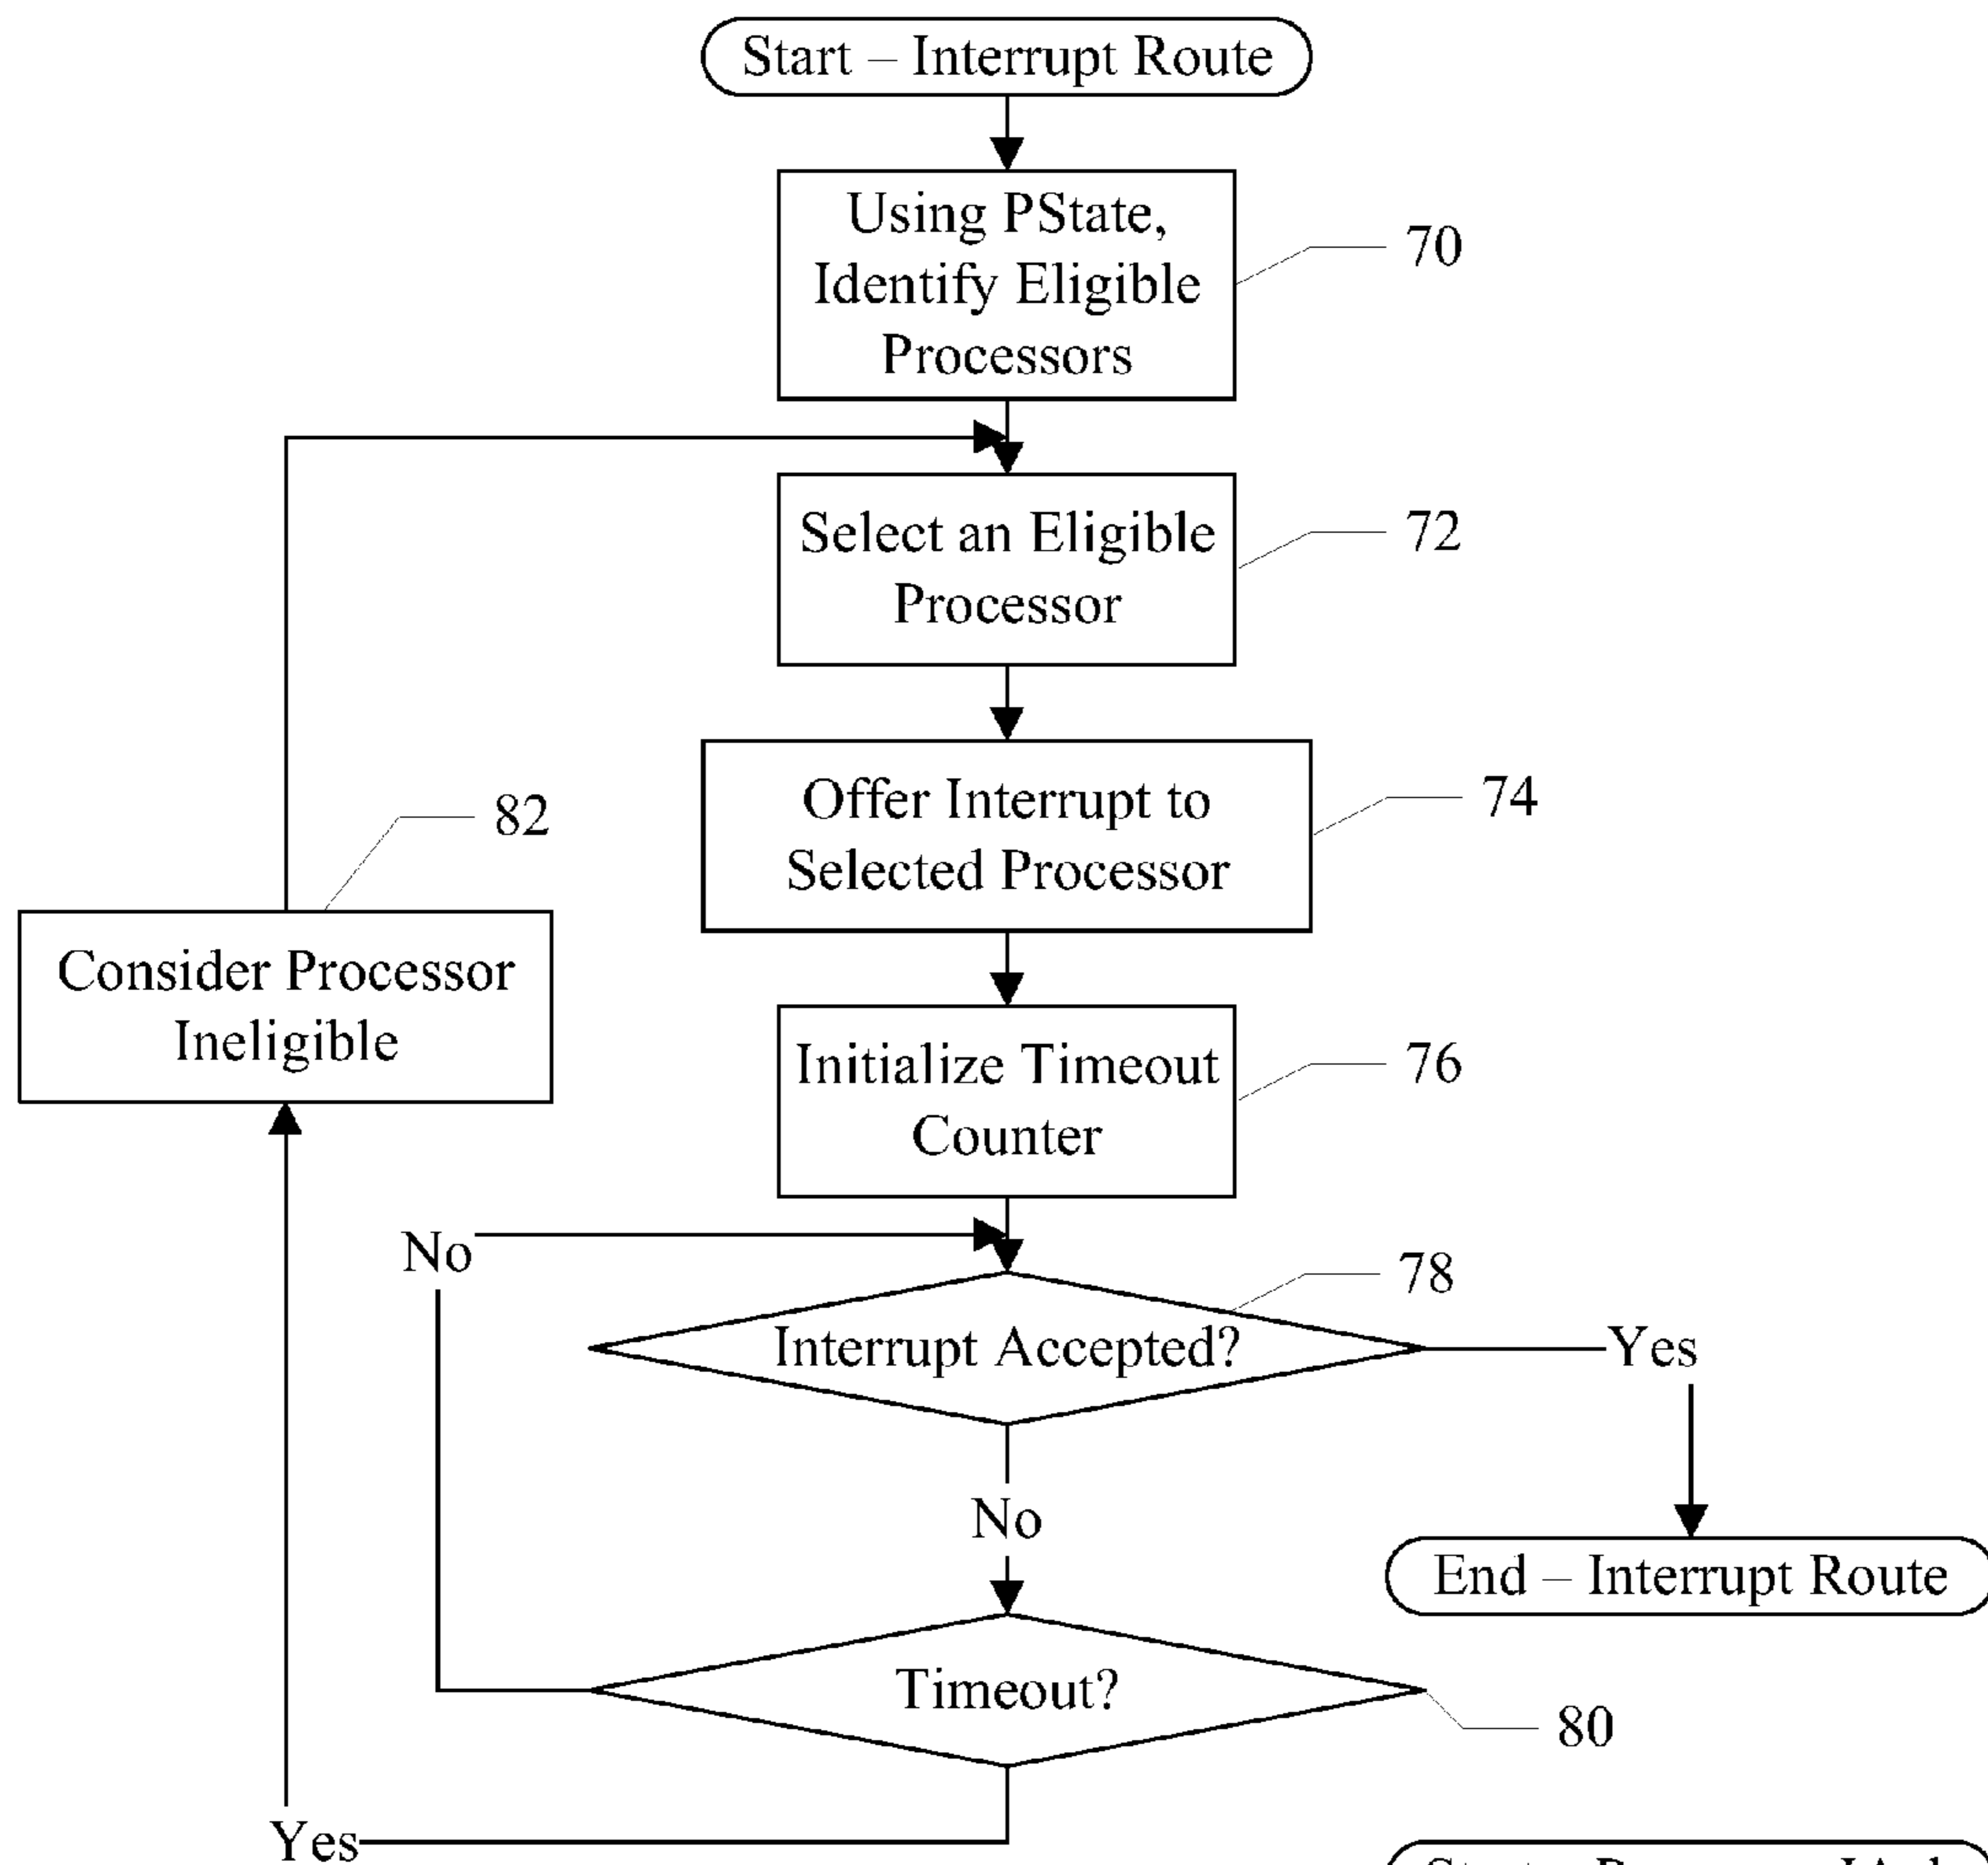 Start – Interrupt Route
Using PState,
Identify Eligible
Processors
70
Select an Eligible
Processor
72
Offer Interrupt to
Selected Processor
74
82
Consider Processor
Ineligible
Initialize Timeout
Counter
76
No
78
Interrupt Accepted?
Yes
No
End – Interrupt Route
Timeout?
80
Yes